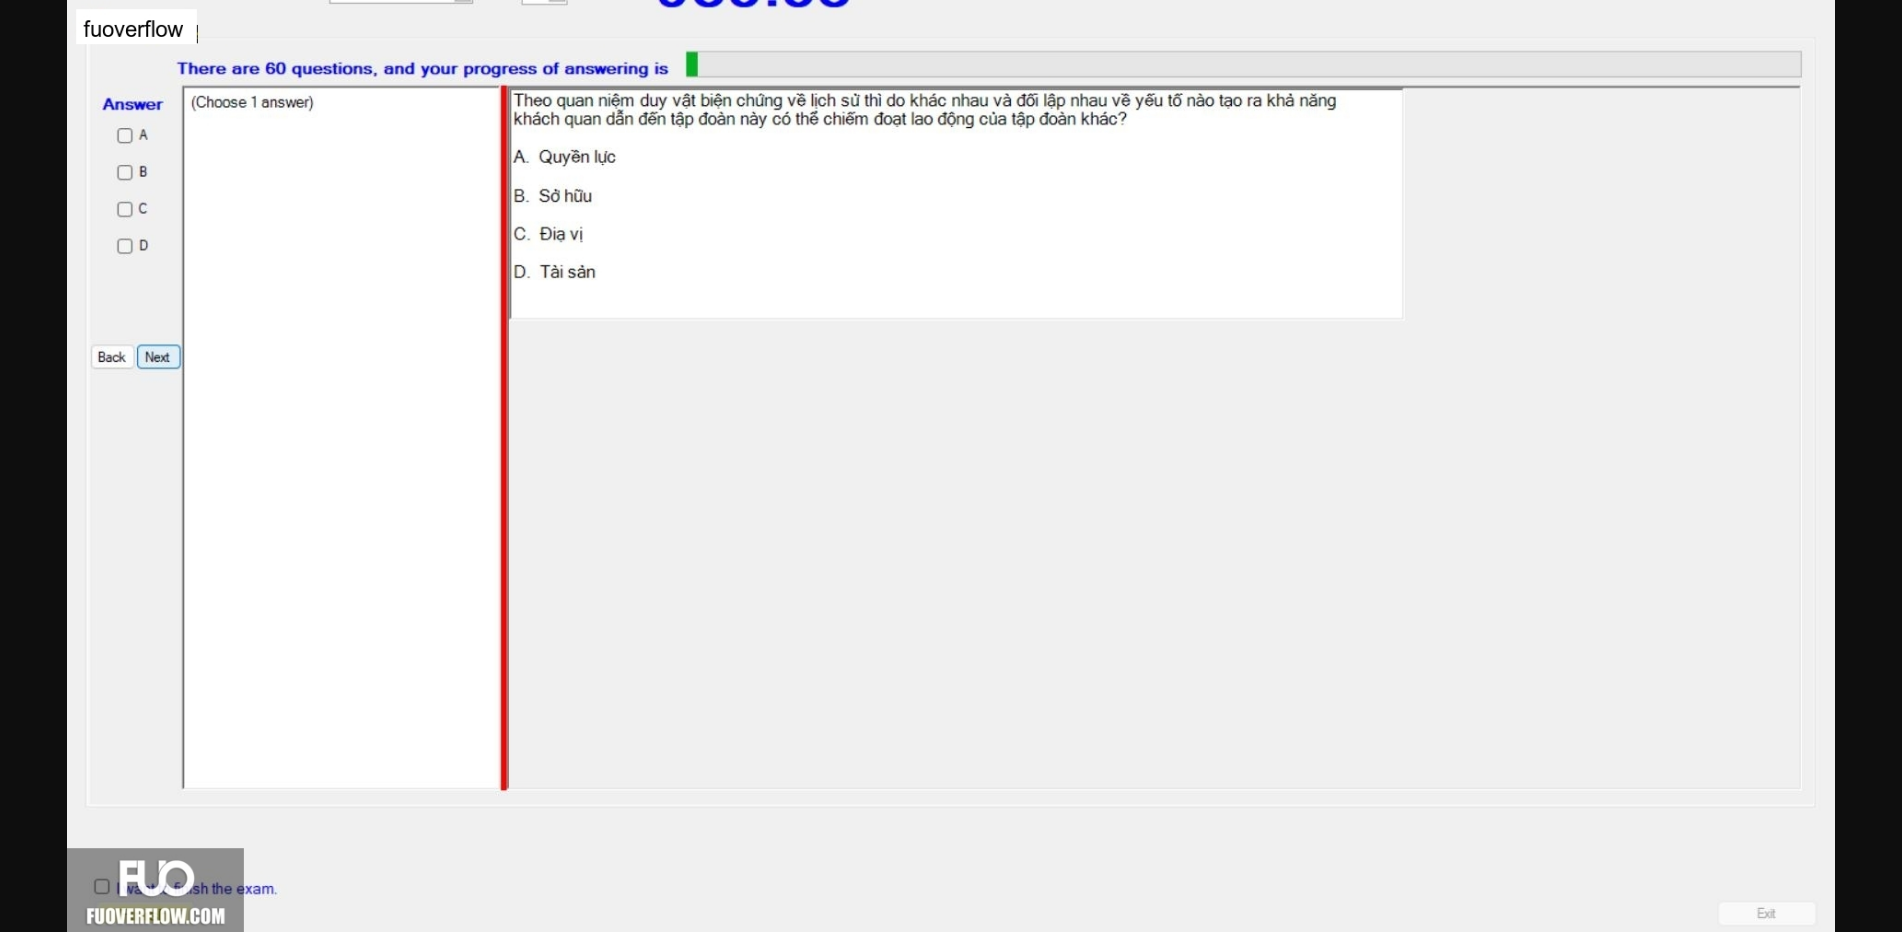 fuoverflow
There are 60 questions, and your progress of answering is
Answer
(Choose 1 answer)
A
B
C
D
Back
Next
Theo quan niệm duy vật biện chứng về lịch sử thì do khác nhau và đối lập nhau về yếu tố nào tạo ra khả năng
khách quan dẫn đến tập đoàn này có thể chiếm đoạt lao động của tập đoàn khác?
A. Quyền lực
B. Sở hữu
C. Địa vị
D. Tài sản
I want finish the exam.
FUO
FUOVERFLOW.COM
Exit